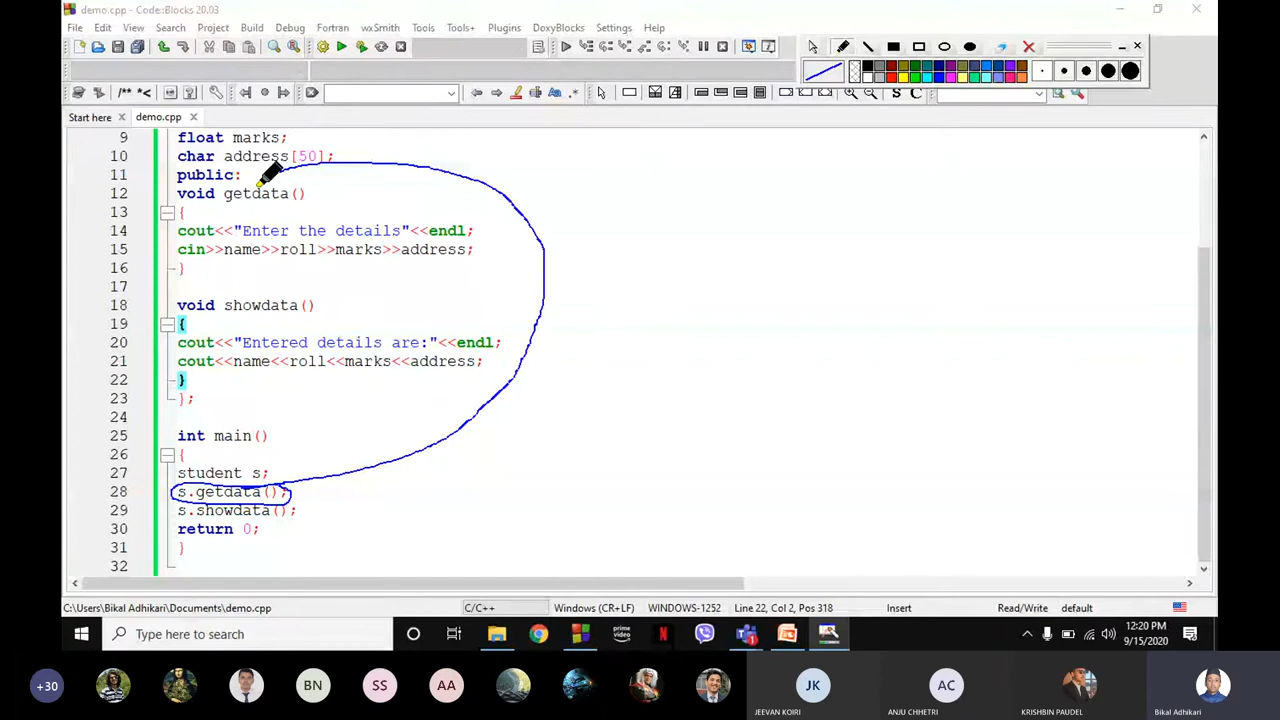 demo.cpp - Code::Blocks 20.03
File Edit View Search Project Build Debug Fortran wxSmith Tools Tools+ Plugins DoxyBlocks Settings Help
/** *<
S C
Start here demo.cpp
9 float marks;
10 char address[50];
11 public:
12 void getdata()
13 {
14 cout<<"Enter the details"<<endl;
15 cin>>name>>roll>>marks>>address;
16 }
17
18 void showdata()
19 {
20 cout<<"Entered details are:"<<endl;
21 cout<<name<<roll<<marks<<address;
22 }
23 };
24
25 int main()
26 {
27 student s;
28 s.getdata();
29 s.showdata();
30 return 0;
31 }
32
C:\Users\Bikal Adhikari\Documents\demo.cpp C/C++ Windows (CR+LF) WINDOWS-1252 Line 22, Col 2, Pos 318 Insert Read/Write default
Type here to search
prime video
N
1
12:20 PM
9/15/2020
+30 BN SS AA JK AC
JEEVAN KOIRI ANJU CHHETRI KRISHBIN PAUDEL Bikal Adhikari